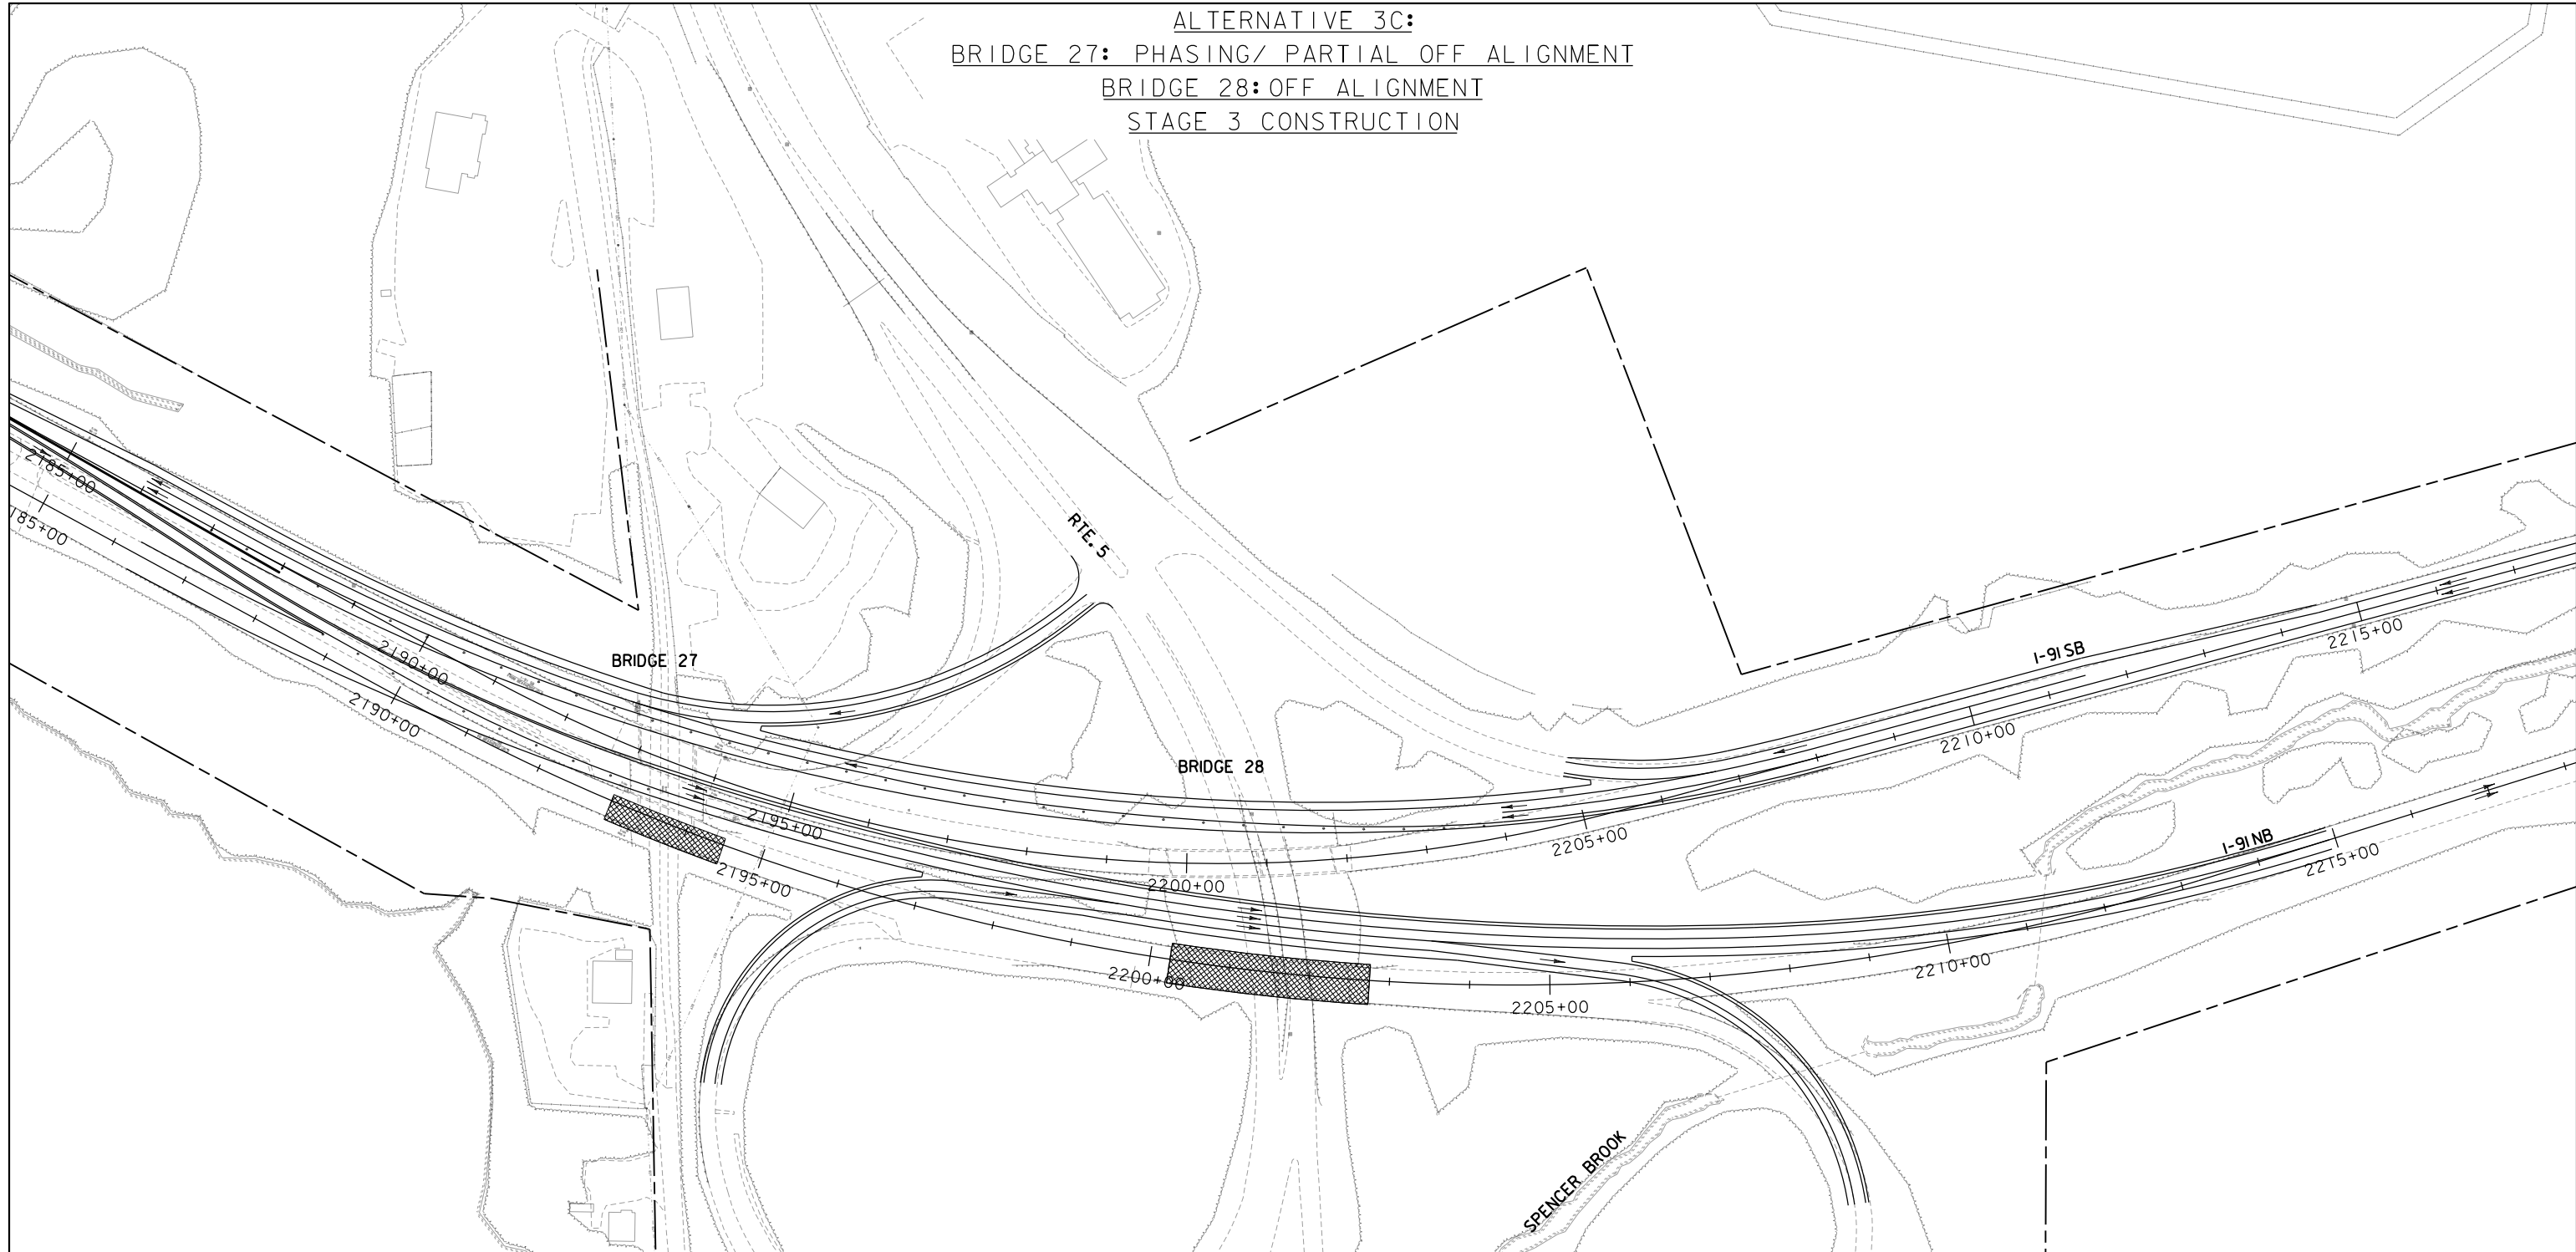 ALTERNATIVE 3C:
BRIDGE 27: PHASING/ PARTIAL OFF ALIGNMENT
BRIDGE 28: OFF ALIGNMENT
STAGE 3 CONSTRUCTION
2185+00
185+00
RTE. 5
BRIDGE 27
2190+00
2190+00
I-91 SB
2215+00
2210+00
BRIDGE 28
2195+00
2205+00
2195+00
2200+00
I-91 NB
2215+00
2200+00
2205+00
2210+00
SPENCER BROOK